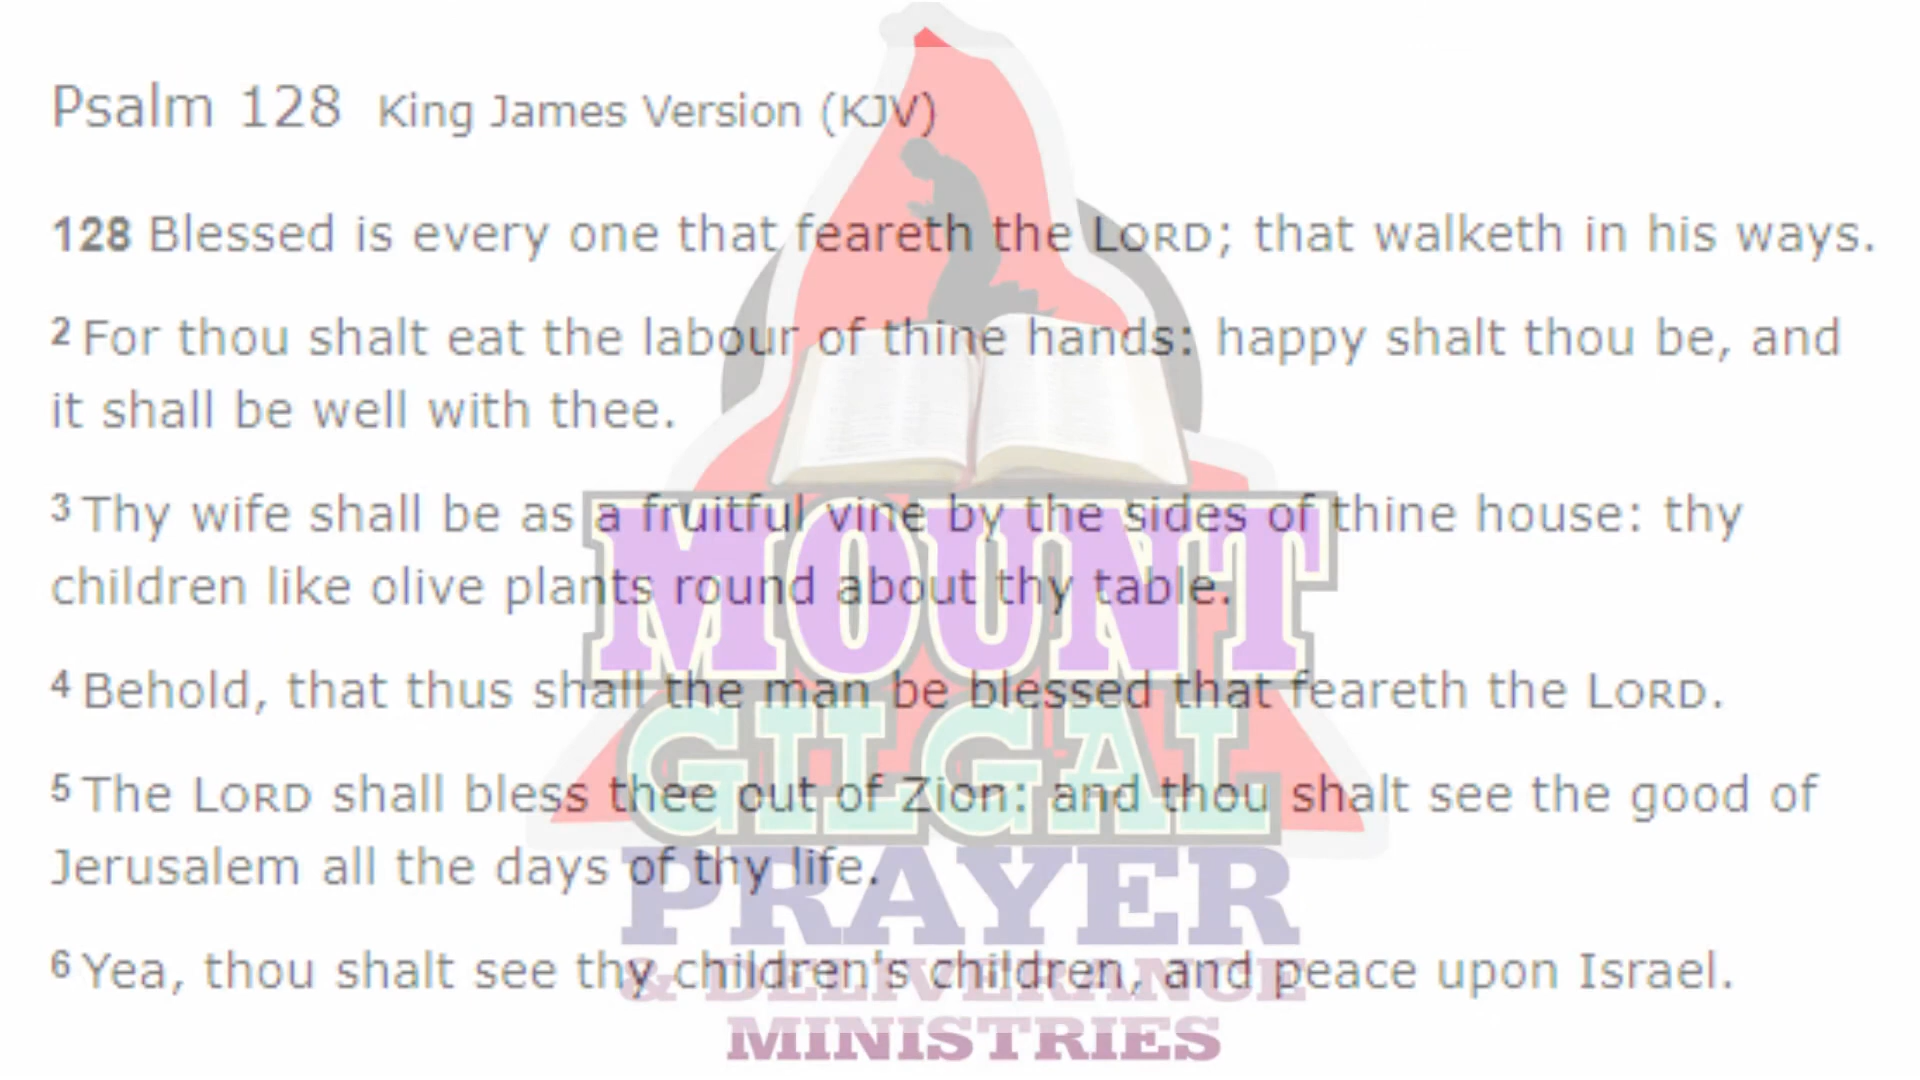 Psalm 128 King James Version (KJV)
128 Blessed is every one that feareth the LORD; that walketh in his ways.
2 For thou shalt eat the labour of thine hands: happy shalt thou be, and
it shall be well with thee.
3 Thy wife shall be as a fruitful vine by the sides of thine house: thy
children like olive plants round about thy table.
4 Behold, that thus shall the man be blessed that feareth the LORD.
5 The LORD shall bless thee out of Zion: and thou shalt see the good of
Jerusalem all the days of thy life.
6 Yea, thou shalt see thy children's children, and peace upon Israel.
MOUNT
GILGAL
PRAYER
& DELIVERANCE
MINISTRIES